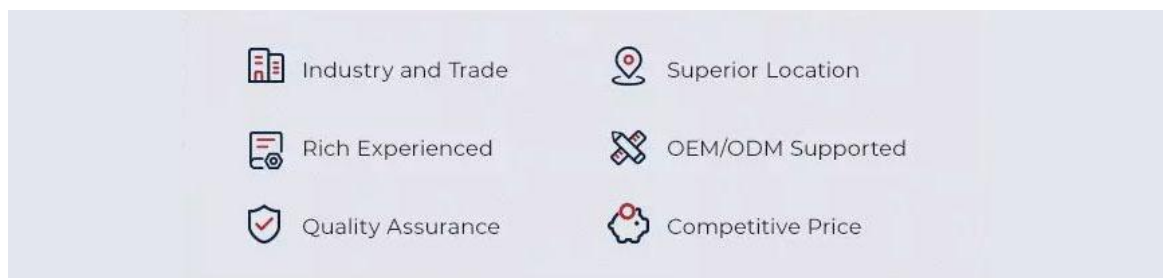 Industry and Trade
Superior Location
Rich Experienced
OEM/ODM Supported
Quality Assurance
Competitive Price